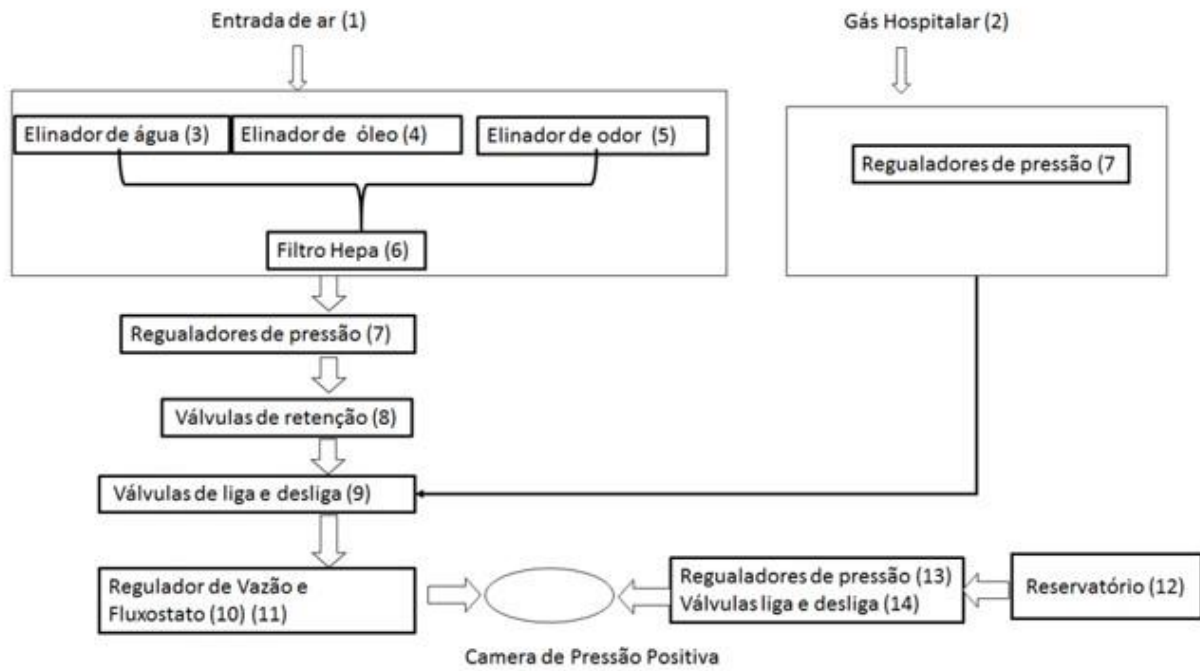 Entrada de ar (1)
Gás Hospitalar (2)
Elinador de água (3)
Elinador de óleo (4)
Elinador de odor (5)
Regualadores de pressão (7
Filtro Hepa (6)
Regualadores de pressão (7)
Válvulas de retenção (8)
Válvulas de liga e desliga (9)
Regulador de Vazão e
Fluxostato (10) (11)
Regualadores de pressão (13)
Válvulas liga e desliga (14)
Reservatório (12)
Camera de Pressão Positiva